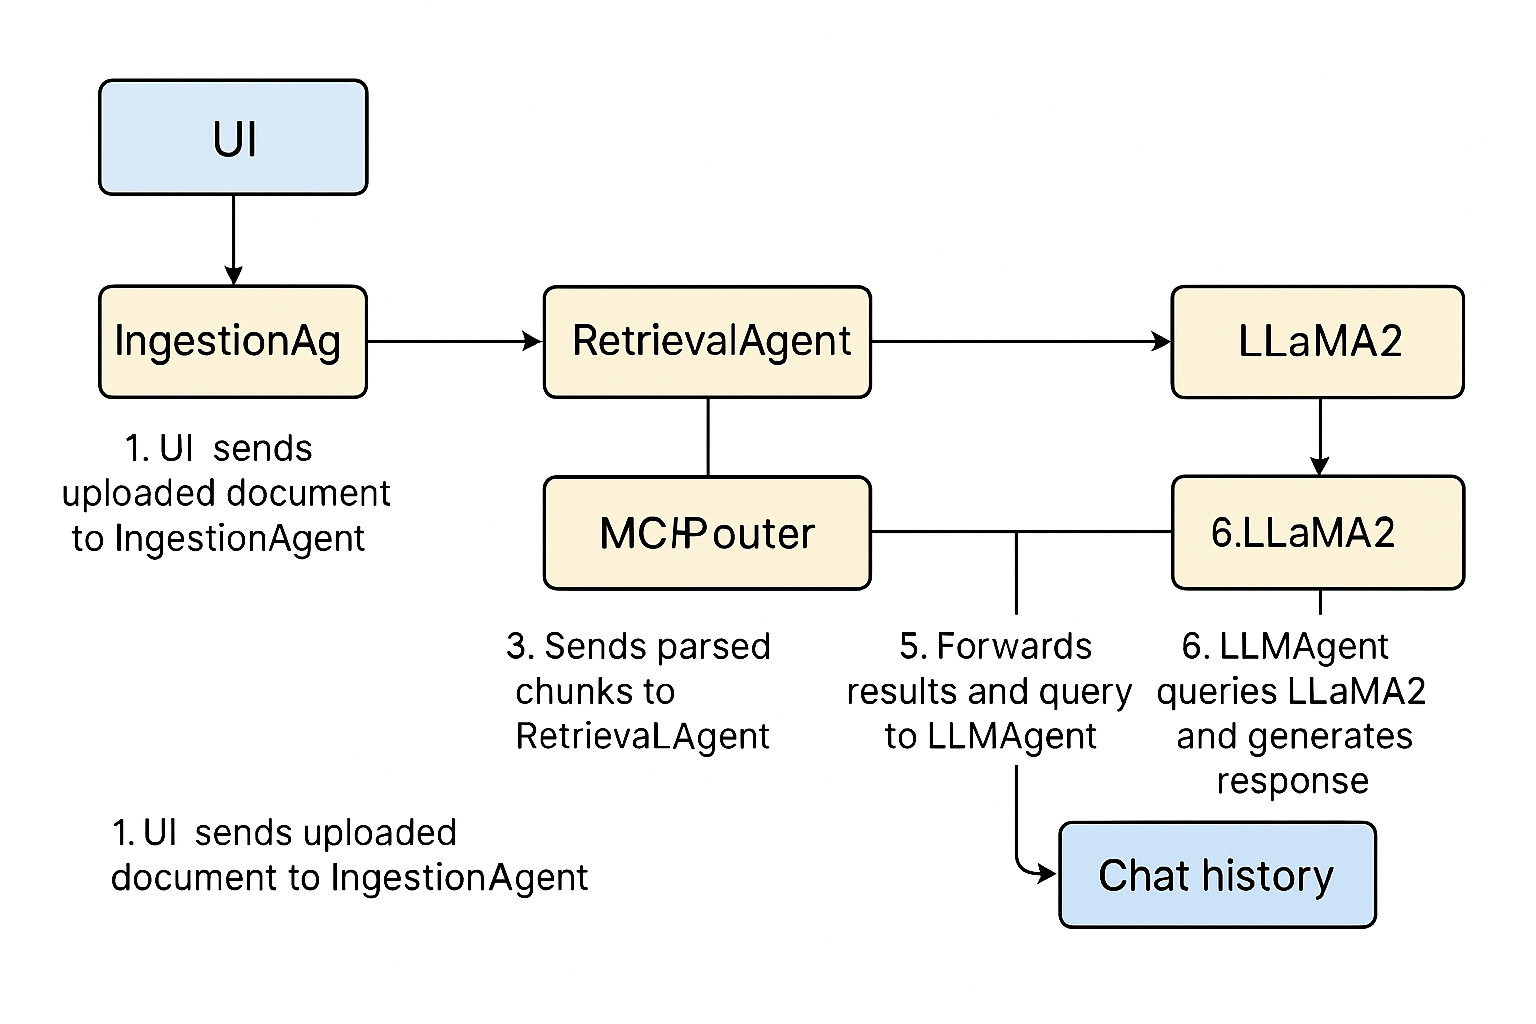 UI
IngestionAg
RetrievalAgent
LLaMA2
1. UI sends
uploaded document
to IngestionAgent
6.LLaMA2
3. Sends parsed
chunks to
RetrievaLAgent
5. Forwards
results and query
to LLMAgent
6. LLMAgent
queries LLaMA2
and generates
response
1. UI sends uploaded
document to IngestionAgent
Chat history